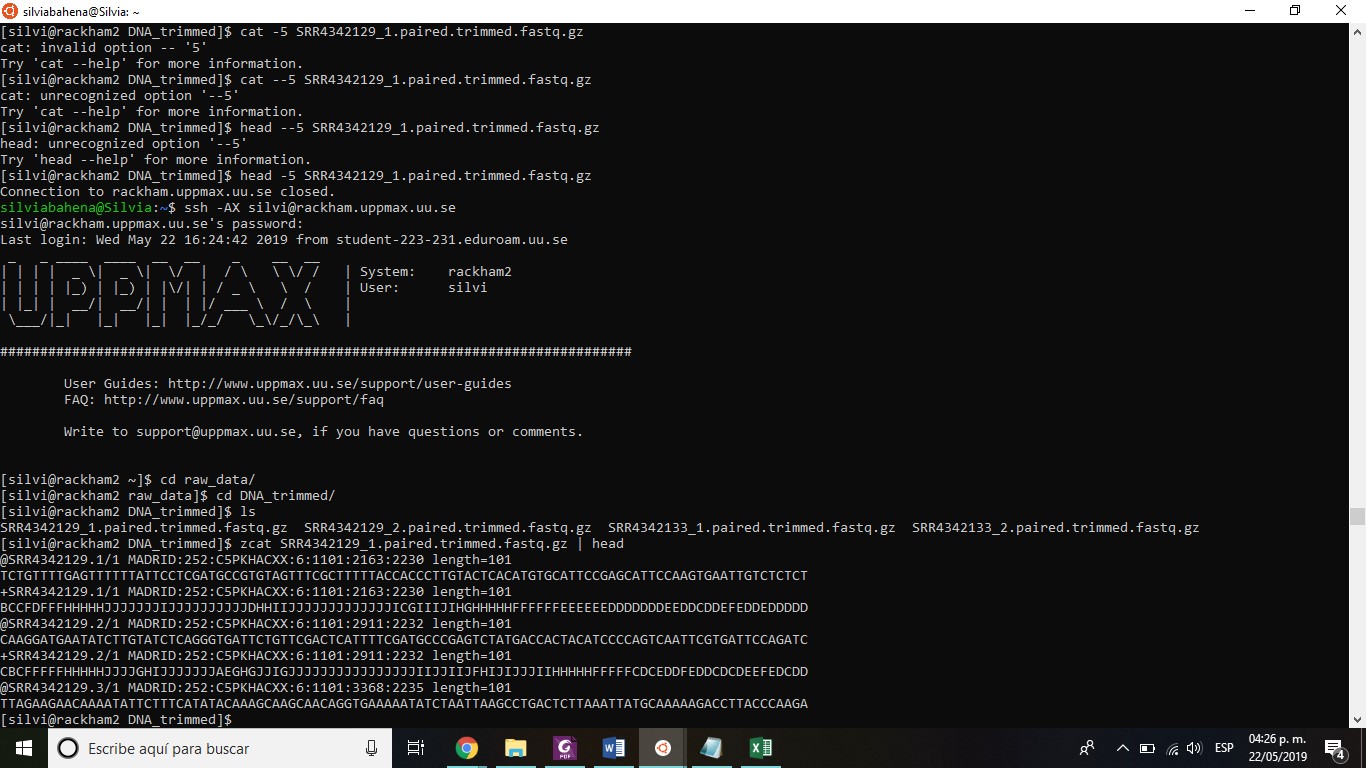 silviabahena@Silvia: ~
[silvi@rackham2 DNA_trimmed]$ cat -5 SRR4342129_1.paired.trimmed.fastq.gz
cat: invalid option -- '5'
Try 'cat --help' for more information.
[silvi@rackham2 DNA_trimmed]$ cat --5 SRR4342129_1.paired.trimmed.fastq.gz
cat: unrecognized option '--5'
Try 'cat --help' for more information.
[silvi@rackham2 DNA_trimmed]$ head --5 SRR4342129_1.paired.trimmed.fastq.gz
head: unrecognized option '--5'
Try 'head --help' for more information.
[silvi@rackham2 DNA_trimmed]$ head -5 SRR4342129_1.paired.trimmed.fastq.gz
Connection to rackham.uppmax.uu.se closed.
silviabahena@Silvia:~$ ssh -AX silvi@rackham.uppmax.uu.se
silvi@rackham.uppmax.uu.se's password:
Last login: Wed May 22 16:24:42 2019 from student-223-231.eduroam.uu.se
UPPMAX
| System: rackham2
| User: silvi
###############################################################################
User Guides: http://www.uppmax.uu.se/support/user-guides
FAQ: http://www.uppmax.uu.se/support/faq
Write to support@uppmax.uu.se, if you have questions or comments.
[silvi@rackham2 ~]$ cd raw_data/
[silvi@rackham2 raw_data]$ cd DNA_trimmed/
[silvi@rackham2 DNA_trimmed]$ ls
SRR4342129_1.paired.trimmed.fastq.gz SRR4342129_2.paired.trimmed.fastq.gz SRR4342133_1.paired.trimmed.fastq.gz SRR4342133_2.paired.trimmed.fastq.gz
[silvi@rackham2 DNA_trimmed]$ zcat SRR4342129_1.paired.trimmed.fastq.gz | head
@SRR4342129.1/1 MADRID:252:C5PKHACXX:6:1101:2163:2230 length=101
TCTGTTTTGAGTTTTTTATTCCTCGATGCCGTGTAGTTTCGCTTTTTACCACCCTTGTACTCACATGTGCATTCCGAGCATTCCAAGTGAATTGTCTCTCT
+SRR4342129.1/1 MADRID:252:C5PKHACXX:6:1101:2163:2230 length=101
BCCFDFFFHHHHHJJJJJJJIJJJJJJJJJJDHHIIJJJJJJJJJJJJJJICGIIIJIHGHHHHHFFFFFFEEEEEEDDDDDDDEEDDCDDEFEDDEDDDDD
@SRR4342129.2/1 MADRID:252:C5PKHACXX:6:1101:2911:2232 length=101
CAAGGATGAATATCTTGTATCTCAGGGTGATTCTGTTCGACTCATTTTCGATGCCCGAGTCTATGACCACTACATCCCCAGTCAATTCGTGATTCCAGATC
+SRR4342129.2/1 MADRID:252:C5PKHACXX:6:1101:2911:2232 length=101
CBCFFFFFHHHHHJJJJGHIJJJJJJJAEGHGJJIGJJJJJJJJJJJJJJJJIIJJIIJFHIJIJJJIIHHHHHFFFFFCDCEDDFEDDCDCDEEFEDCDD
@SRR4342129.3/1 MADRID:252:C5PKHACXX:6:1101:3368:2235 length=101
TTAGAAGAACAAAATATTCTTTCATATACAAAGCAAGCAACAGGTGAAAAATATCTAATTAAGCCTGACTCTTAAATTATGCAAAAAGACCTTACCCAAGA
[silvi@rackham2 DNA_trimmed]$
Escribe aquí para buscar
PDF
ESP
04:26 p. m.
22/05/2019
4